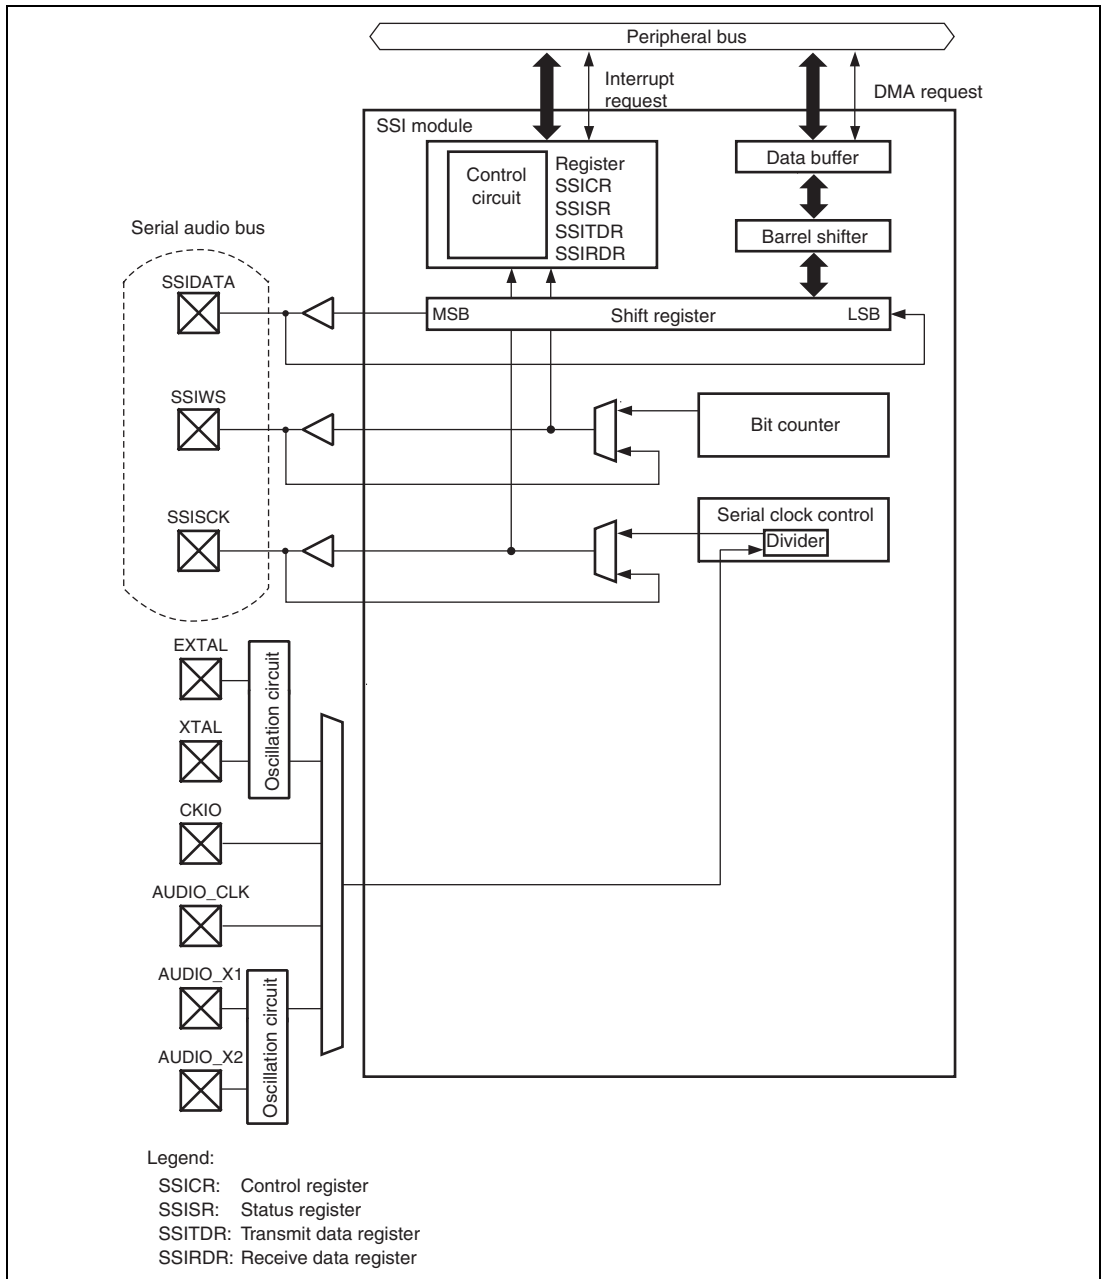 Peripheral bus
Interrupt
request
DMA request
SSI module
Control
circuit
Register
SSICR
SSISR
SSITDR
SSIRDR
Data buffer
Barrel shifter
Serial audio bus
SSIDATA
MSB
Shift register
LSB
SSIWS
Bit counter
SSISCK
Serial clock control
Divider
EXTAL
Oscillation circuit
XTAL
CKIO
AUDIO_CLK
AUDIO_X1
Oscillation circuit
AUDIO_X2
Legend:
SSICR: Control register
SSISR: Status register
SSITDR: Transmit data register
SSIRDR: Receive data register